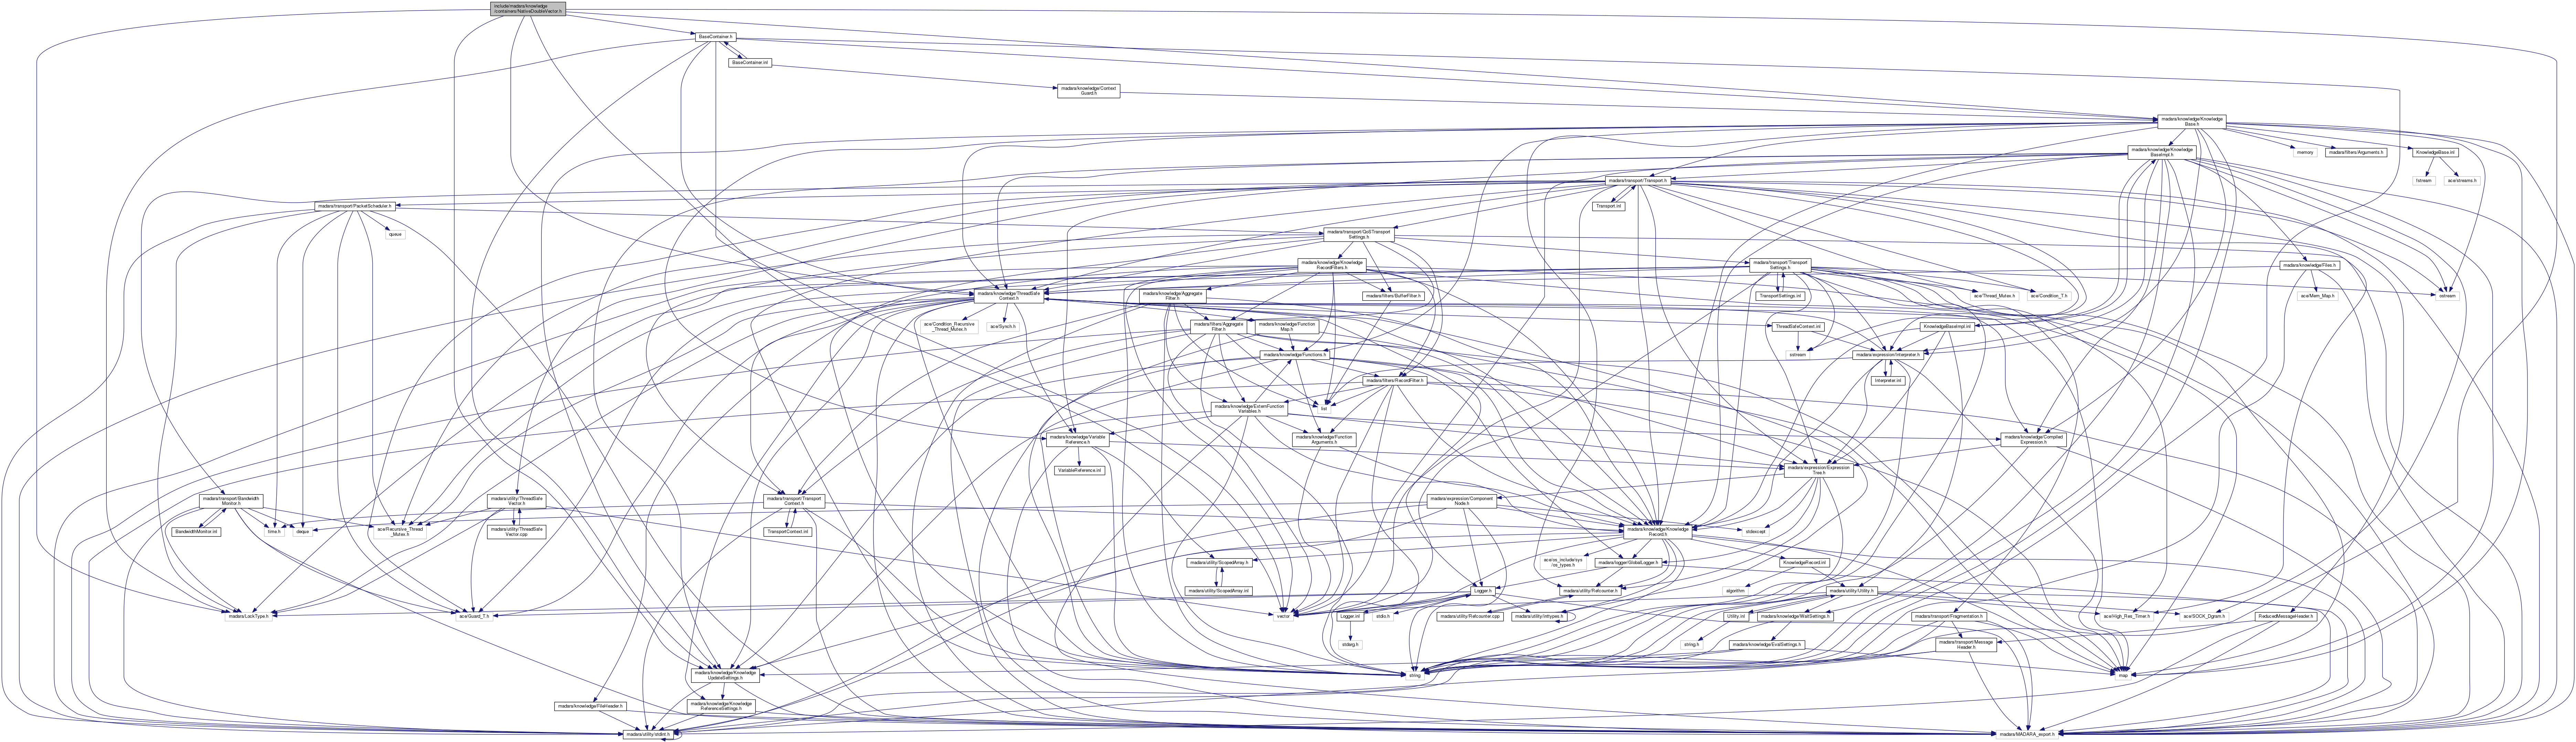 include/madara/knowledge
/containers/NativeDoubleVector.h
BaseContainer.h
BaseContainer.inl
madara/knowledge/Context
Guard.h
madara/knowledge/Knowledge
Base.h
madara/knowledge/Knowledge
BaseImpl.h
memory
madara/filters/Arguments.h
KnowledgeBase.inl
madara/transport/Transport.h
fstream
ace/streams.h
madara/transport/PacketScheduler.h
Transport.inl
queue
madara/transport/QoSTransport
Settings.h
madara/knowledge/Knowledge
RecordFilters.h
madara/transport/Transport
Settings.h
madara/knowledge/Files.h
madara/knowledge/ThreadSafe
Context.h
madara/knowledge/Aggregate
Filter.h
madara/filters/BufferFilter.h
TransportSettings.inl
ace/Thread_Mutex.h
ace/Condition_T.h
ace/Mem_Map.h
ostream
ace/Condition_Recursive
_Thread_Mutex.h
ace/Synch.h
madara/filters/Aggregate
Filter.h
madara/knowledge/Function
Map.h
ThreadSafeContext.inl
KnowledgeBaseImpl.inl
madara/knowledge/Functions.h
sstream
madara/expression/Interpreter.h
madara/filters/RecordFilter.h
Interpreter.inl
madara/knowledge/ExternFunction
Variables.h
list
madara/knowledge/Variable
Reference.h
madara/knowledge/Function
Arguments.h
madara/knowledge/Compiled
Expression.h
VariableReference.inl
madara/expression/Expression
Tree.h
madara/transport/Bandwidth
Monitor.h
madara/utility/ThreadSafe
Vector.h
madara/transport/Transport
Context.h
madara/expression/Component
Node.h
BandwidthMonitor.inl
time.h
deque
ace/Recursive_Thread
_Mutex.h
madara/utility/ThreadSafe
Vector.cpp
TransportContext.inl
madara/knowledge/Knowledge
Record.h
stdexcept
madara/utility/ScopedArray.h
ace/os_include/sys
/os_types.h
madara/logger/GlobalLogger.h
KnowledgeRecord.inl
madara/utility/ScopedArray.inl
Logger.h
madara/utility/Refcounter.h
algorithm
madara/utility/Utility.h
madara/LockType.h
ace/Guard_T.h
vector
Logger.inl
stdio.h
madara/utility/Refcounter.cpp
madara/utility/inttypes.h
Utility.inl
madara/knowledge/WaitSettings.h
madara/transport/Fragmentation.h
ace/High_Res_Timer.h
ace/SOCK_Dgram.h
ReducedMessageHeader.h
stdarg.h
string.h
madara/knowledge/EvalSettings.h
madara/transport/Message
Header.h
madara/knowledge/Knowledge
UpdateSettings.h
string
map
madara/knowledge/FileHeader.h
madara/knowledge/Knowledge
ReferenceSettings.h
madara/utility/stdint.h
madara/MADARA_export.h